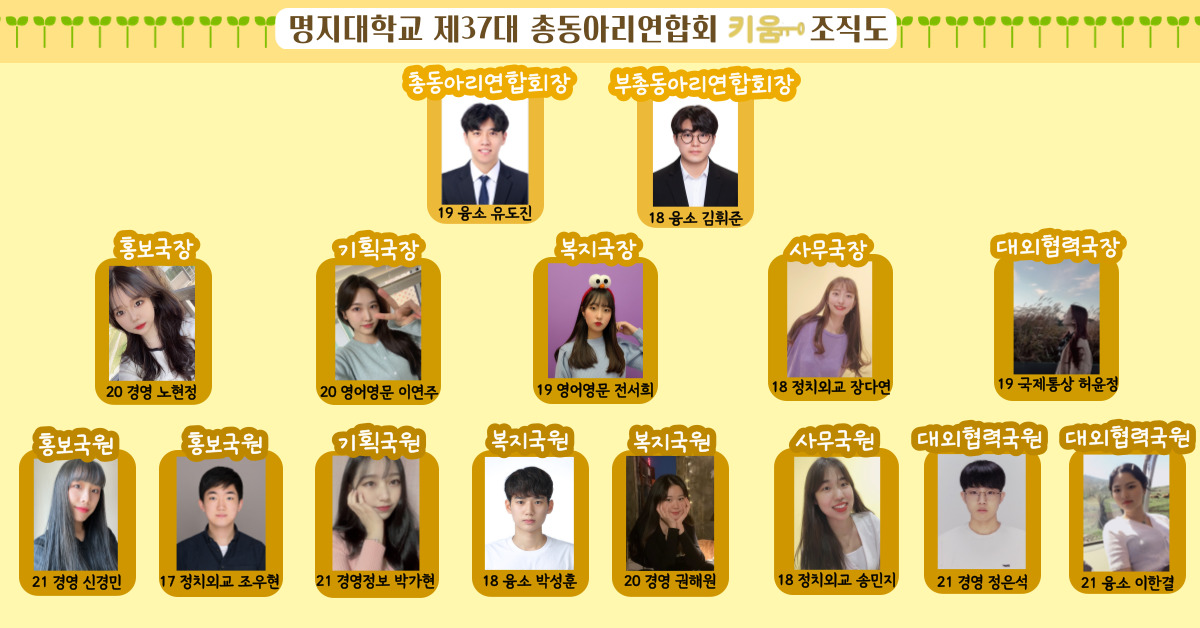 명지대학교 제37대 총동아리연합회 키움 조직도
총동아리연합회장
부총동아리연합회장
19 융소 유도진
18 융소 김휘준
홍보국장
기획국장
복지국장
사무국장
대외협력국장
20 경영 노현정
20 영어영문 이연주
19 영어영문 전서희
18 정치외교 장다연
19 국제통상 허윤정
홍보국원
홍보국원
기획국원
복지국원
복지국원
사무국원
대외협력국원
대외협력국원
21 경영 신경민
17 정치외교 조우현
21 경영정보 박가현
18 융소 박성훈
20 경영 권해원
18 정치외교 송민지
21 경영 정은석
21 융소 이한결